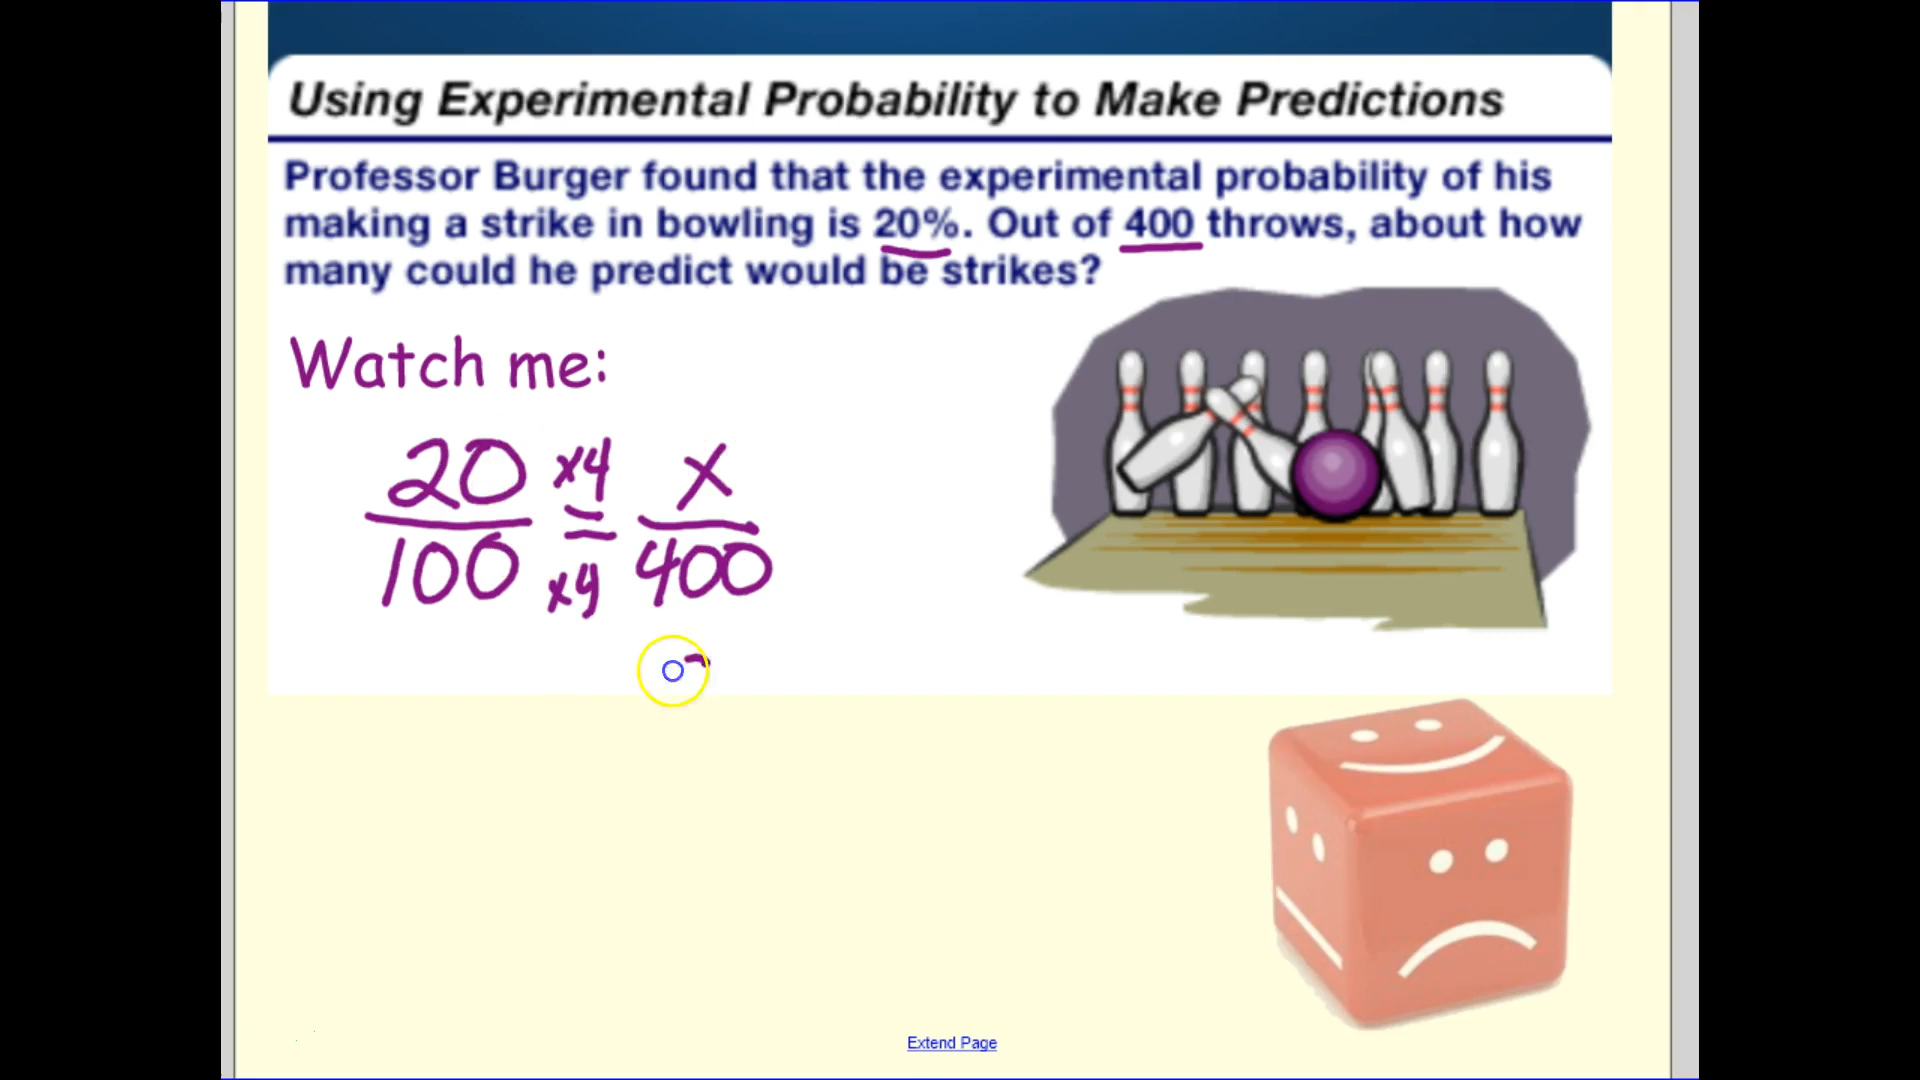 Using Experimental Probability to Make Predictions
Professor Burger found that the experimental probability of his
making a strike in bowling is 20%. Out of 400 throws, about how
many could he predict would be strikes?
Watch me:
20 x4 x
=
100 x4 400
Extend Page